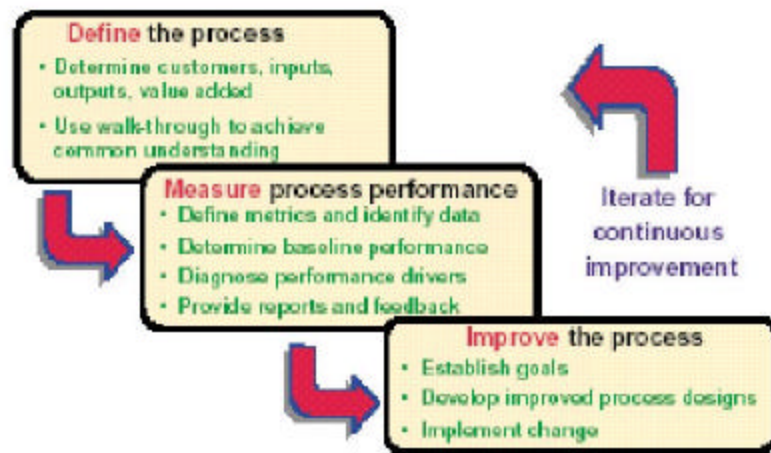 Define the process
• Determine customers, inputs,
outputs, value added
• Use walk-through to achieve
common understanding
Measure process performance
• Define metrics and identify data
• Determine baseline performance
• Diagnose performance drivers
• Provide reports and feedback
Improve the process
• Establish goals
• Develop improved process designs
• Implement change
Iterate for
continuous
improvement